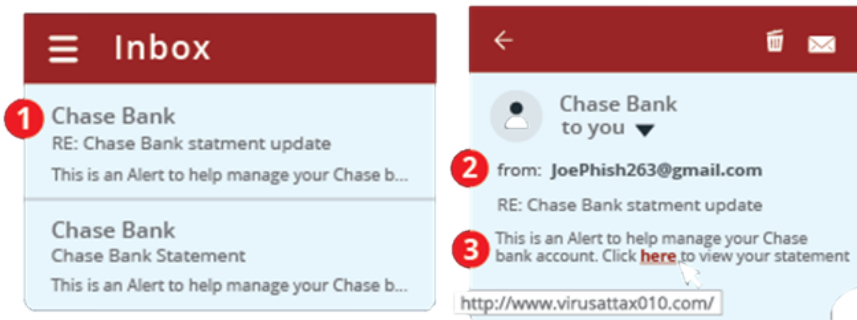 Inbox
1
Chase Bank
RE: Chase Bank statment update
This is an Alert to help manage your Chase b...
Chase Bank
Chase Bank Statement
This is an Alert to help manage your Chase b...
Chase Bank
to you
2
from: JoePhish263@gmail.com
RE: Chase Bank statment update
3
This is an Alert to help manage your Chase
bank account. Click here to view your statement
http://www.virusattax010.com/